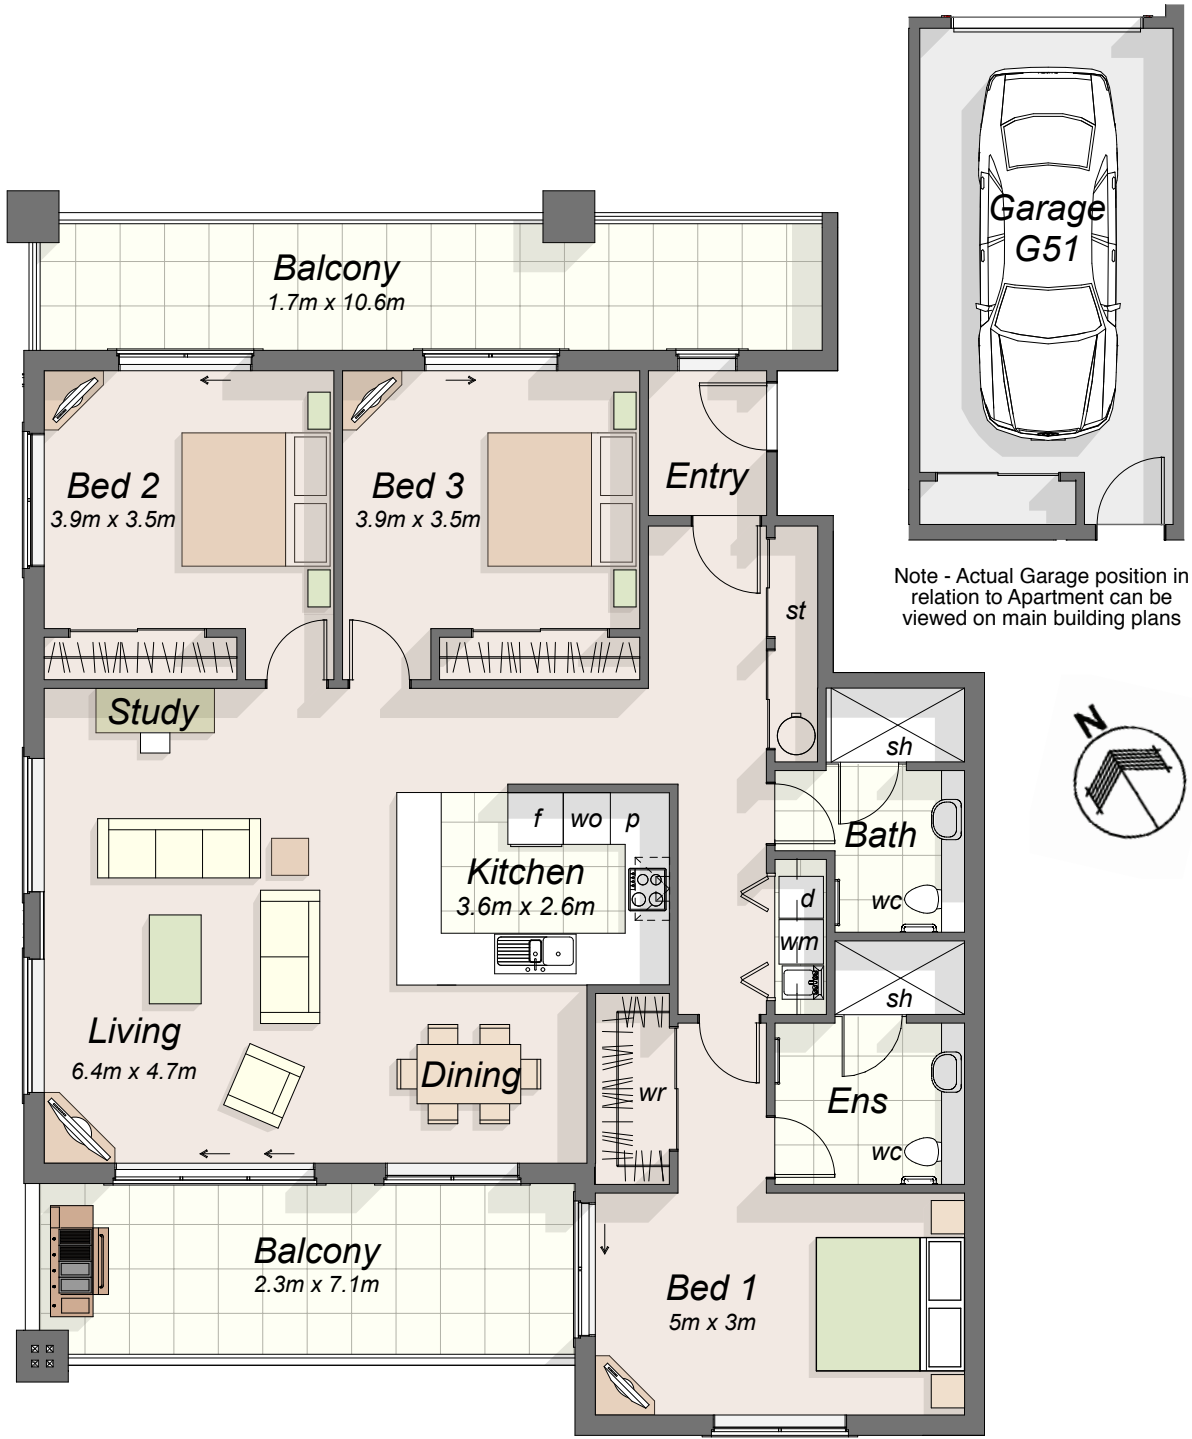 Garage
G51
Balcony
1.7m x 10.6m
Bed 2
3.9m x 3.5m
Bed 3
3.9m x 3.5m
Entry
Note - Actual Garage position in
relation to Apartment can be
viewed on main building plans
st
Study
N
sh
f
wo
p
Bath
Kitchen
3.6m x 2.6m
wc
d
wm
sh
Living
6.4m x 4.7m
Dining
wr
Ens
wc
Balcony
2.3m x 7.1m
Bed 1
5m x 3m